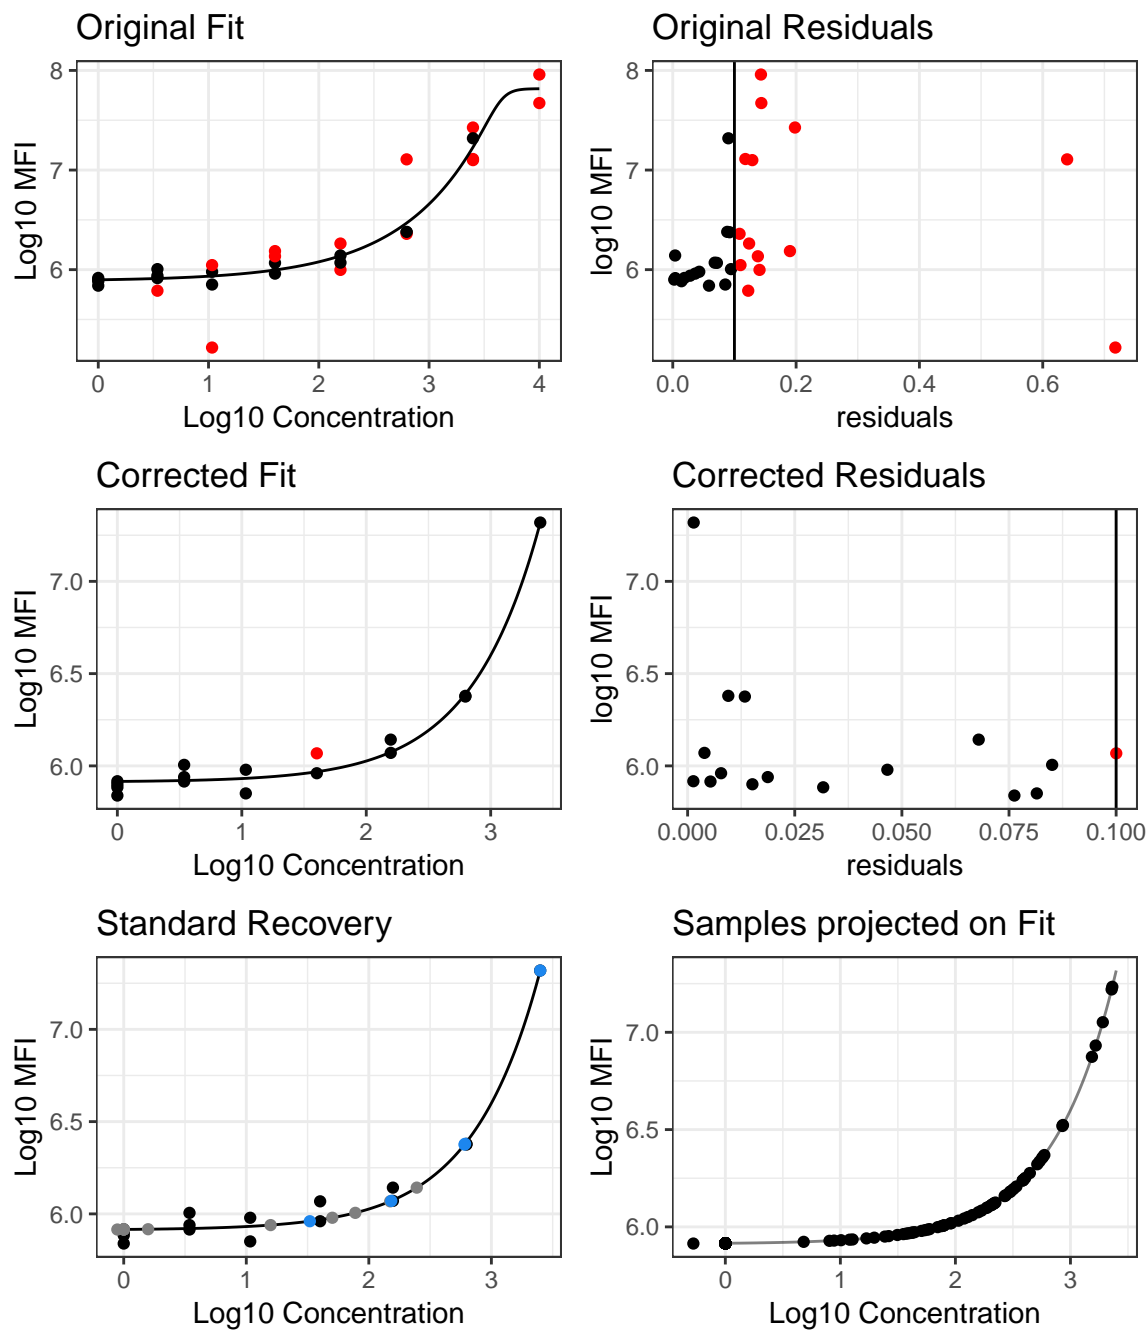 Original Fit
8
7
6
Log10 MFI
0 1 2 3 4
Log10 Concentration
Original Residuals
8
7
6
log10 MFI
0.0 0.2 0.4 0.6
residuals
Corrected Fit
7.0
6.5
6.0
Log10 MFI
0 1 2 3
Log10 Concentration
Corrected Residuals
7.0
6.5
6.0
log10 MFI
0.000 0.025 0.050 0.075 0.100
residuals
Standard Recovery
7.0
6.5
6.0
Log10 MFI
0 1 2 3
Log10 Concentration
Samples projected on Fit
7.0
6.5
6.0
Log10 MFI
0 1 2 3
Log10 Concentration